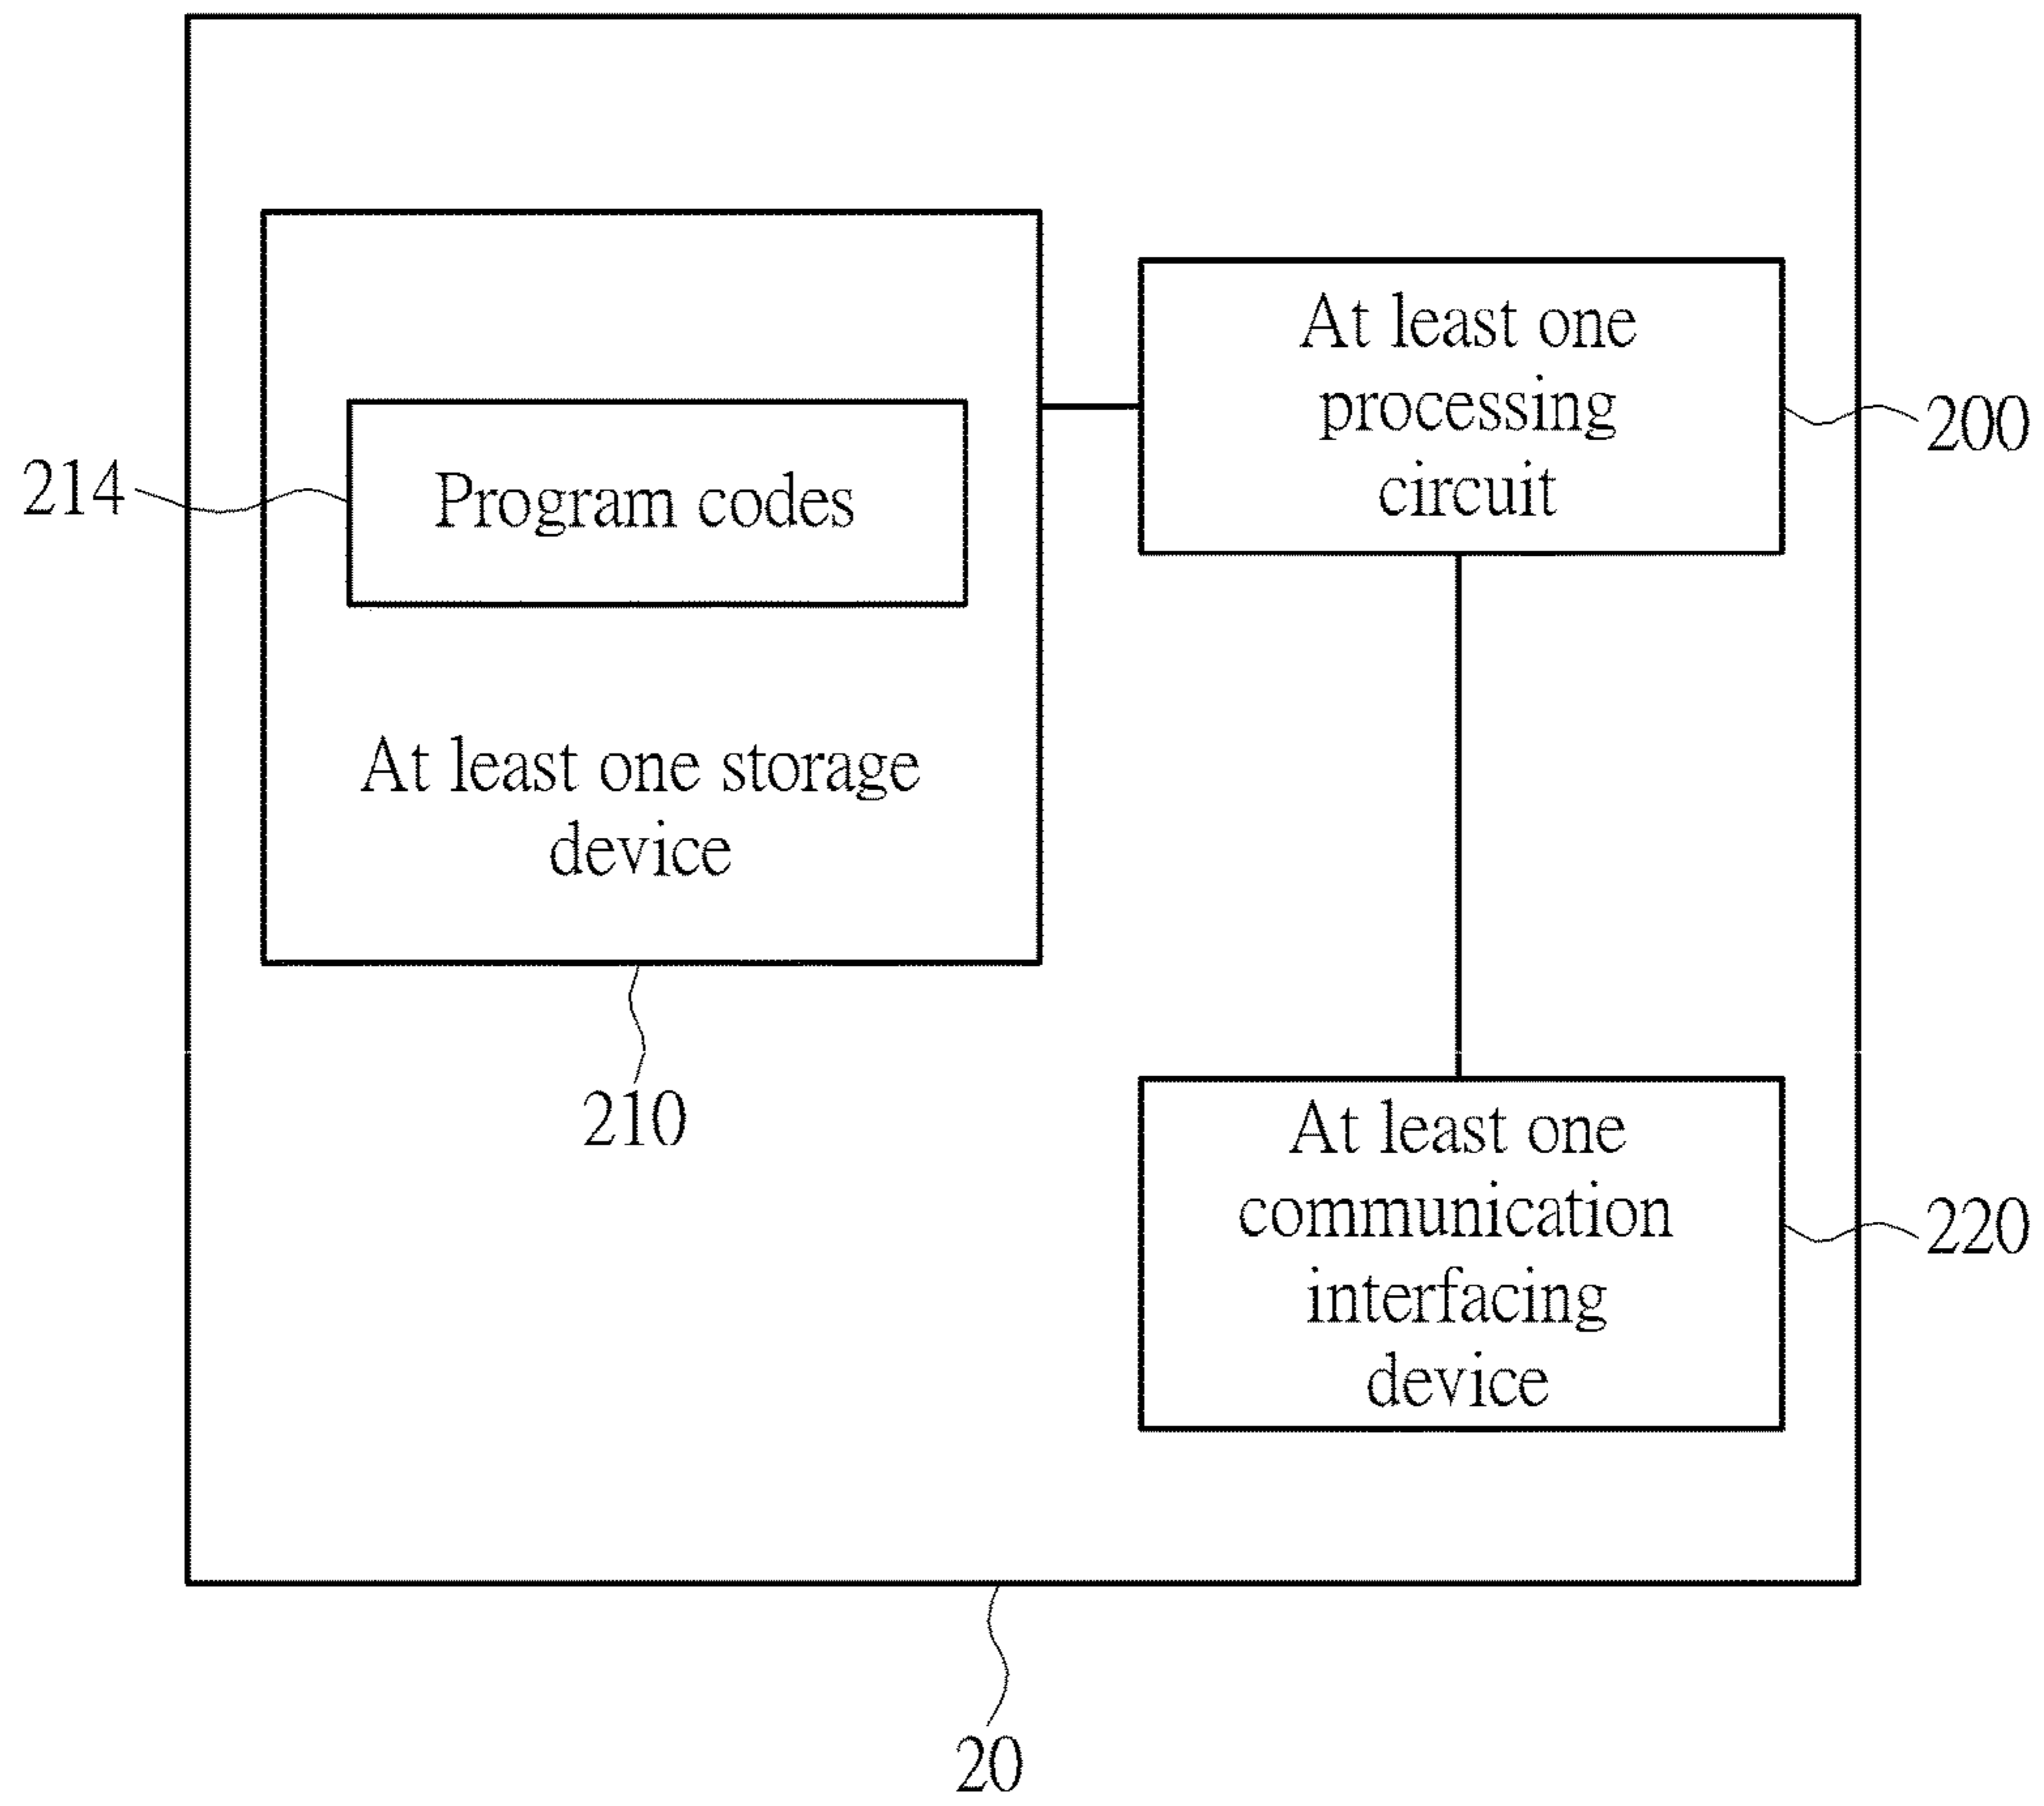 At least one
processing
circuit
200
214
Program codes
At least one storage
device
210
At least one
communication
interfacing
device
220
20